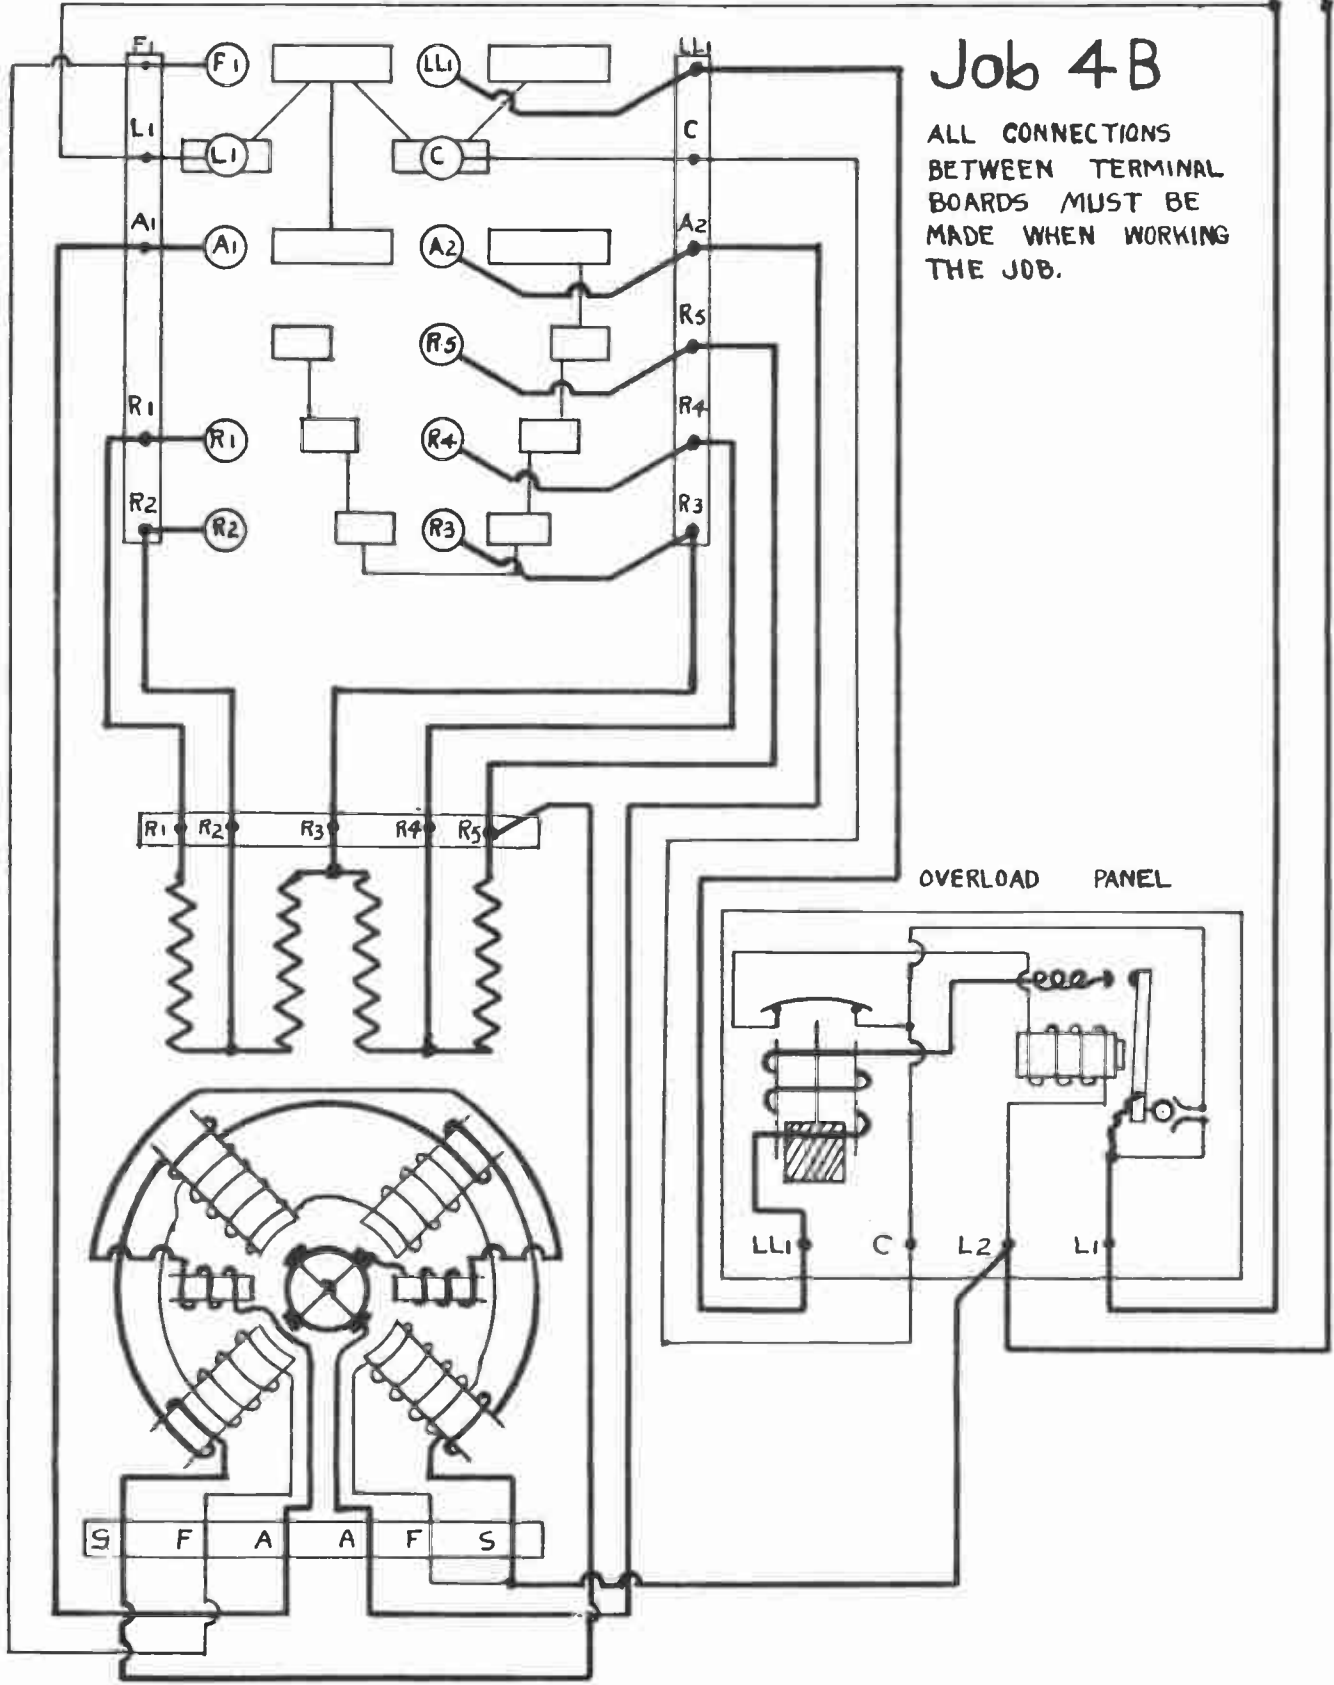 Job 4B
ALL CONNECTIONS
BETWEEN TERMINAL
BOARDS MUST BE
MADE WHEN WORKING
THE JOB.
F1 F1 LL1 LL1
L1 L1 C C
A1 A1 A2 A2
R5 R5
R1 R1 R4 R4
R2 R2 R3 R3
R1 R2 R3 R4 R5
OVERLOAD PANEL
LL1 C L2 L1
S F A A F S